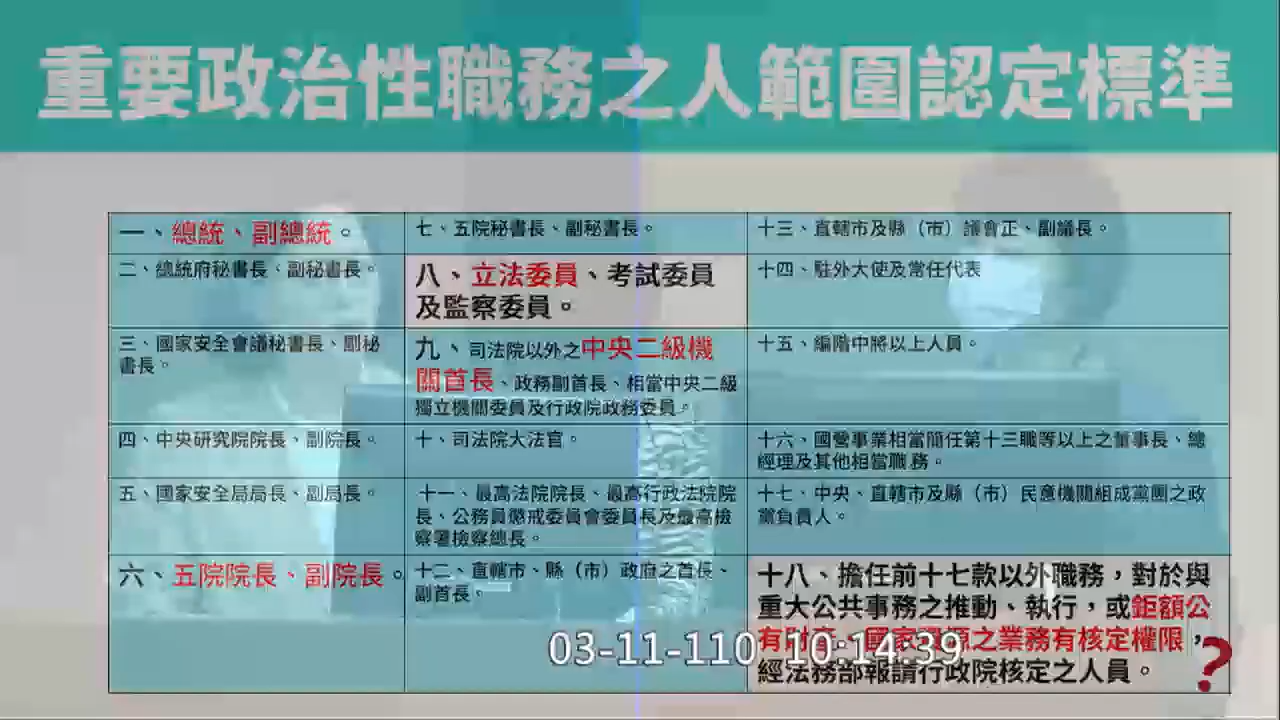 重要政治性職務之人範圍認定標準
一、總統、副總統。
二、總統府秘書長、副秘書長。
三、國家安全會議秘書長、副秘
書長。
四、中央研究院院長、副院長。
五、國家安全局局長、副局長。
六、五院院長、副院長。
七、五院秘書長、副秘書長。
八、立法委員、考試委員
及監察委員。
九、司法院以外之中央二級機
關首長、政務副首長、相當中央二級
獨立機關委員及行政院政務委員。
十、司法院大法官。
十一、最高法院院長、最高行政法院院
長、公務員懲戒委員會委員長及最高檢
察署檢察總長。
十二、直轄市、縣（市）政府之首長、
副首長。
十三、直轄市及縣（市）議會正、副議長。
十四、駐外大使及常任代表
十五、編階中將以上人員。
十六、國營事業相當簡任第十三職等以上之董事長、總
經理及其他相當職務。
十七、中央、直轄市及縣（市）民意機關組成黨團之政
黨負責人。
十八、擔任前十七款以外職務，對於與
重大公共事務之推動、執行，或鉅額公
有財產、國家資源之業務有核定權限，
經法務部報請行政院核定之人員。
?
03-11-110 10:14:39